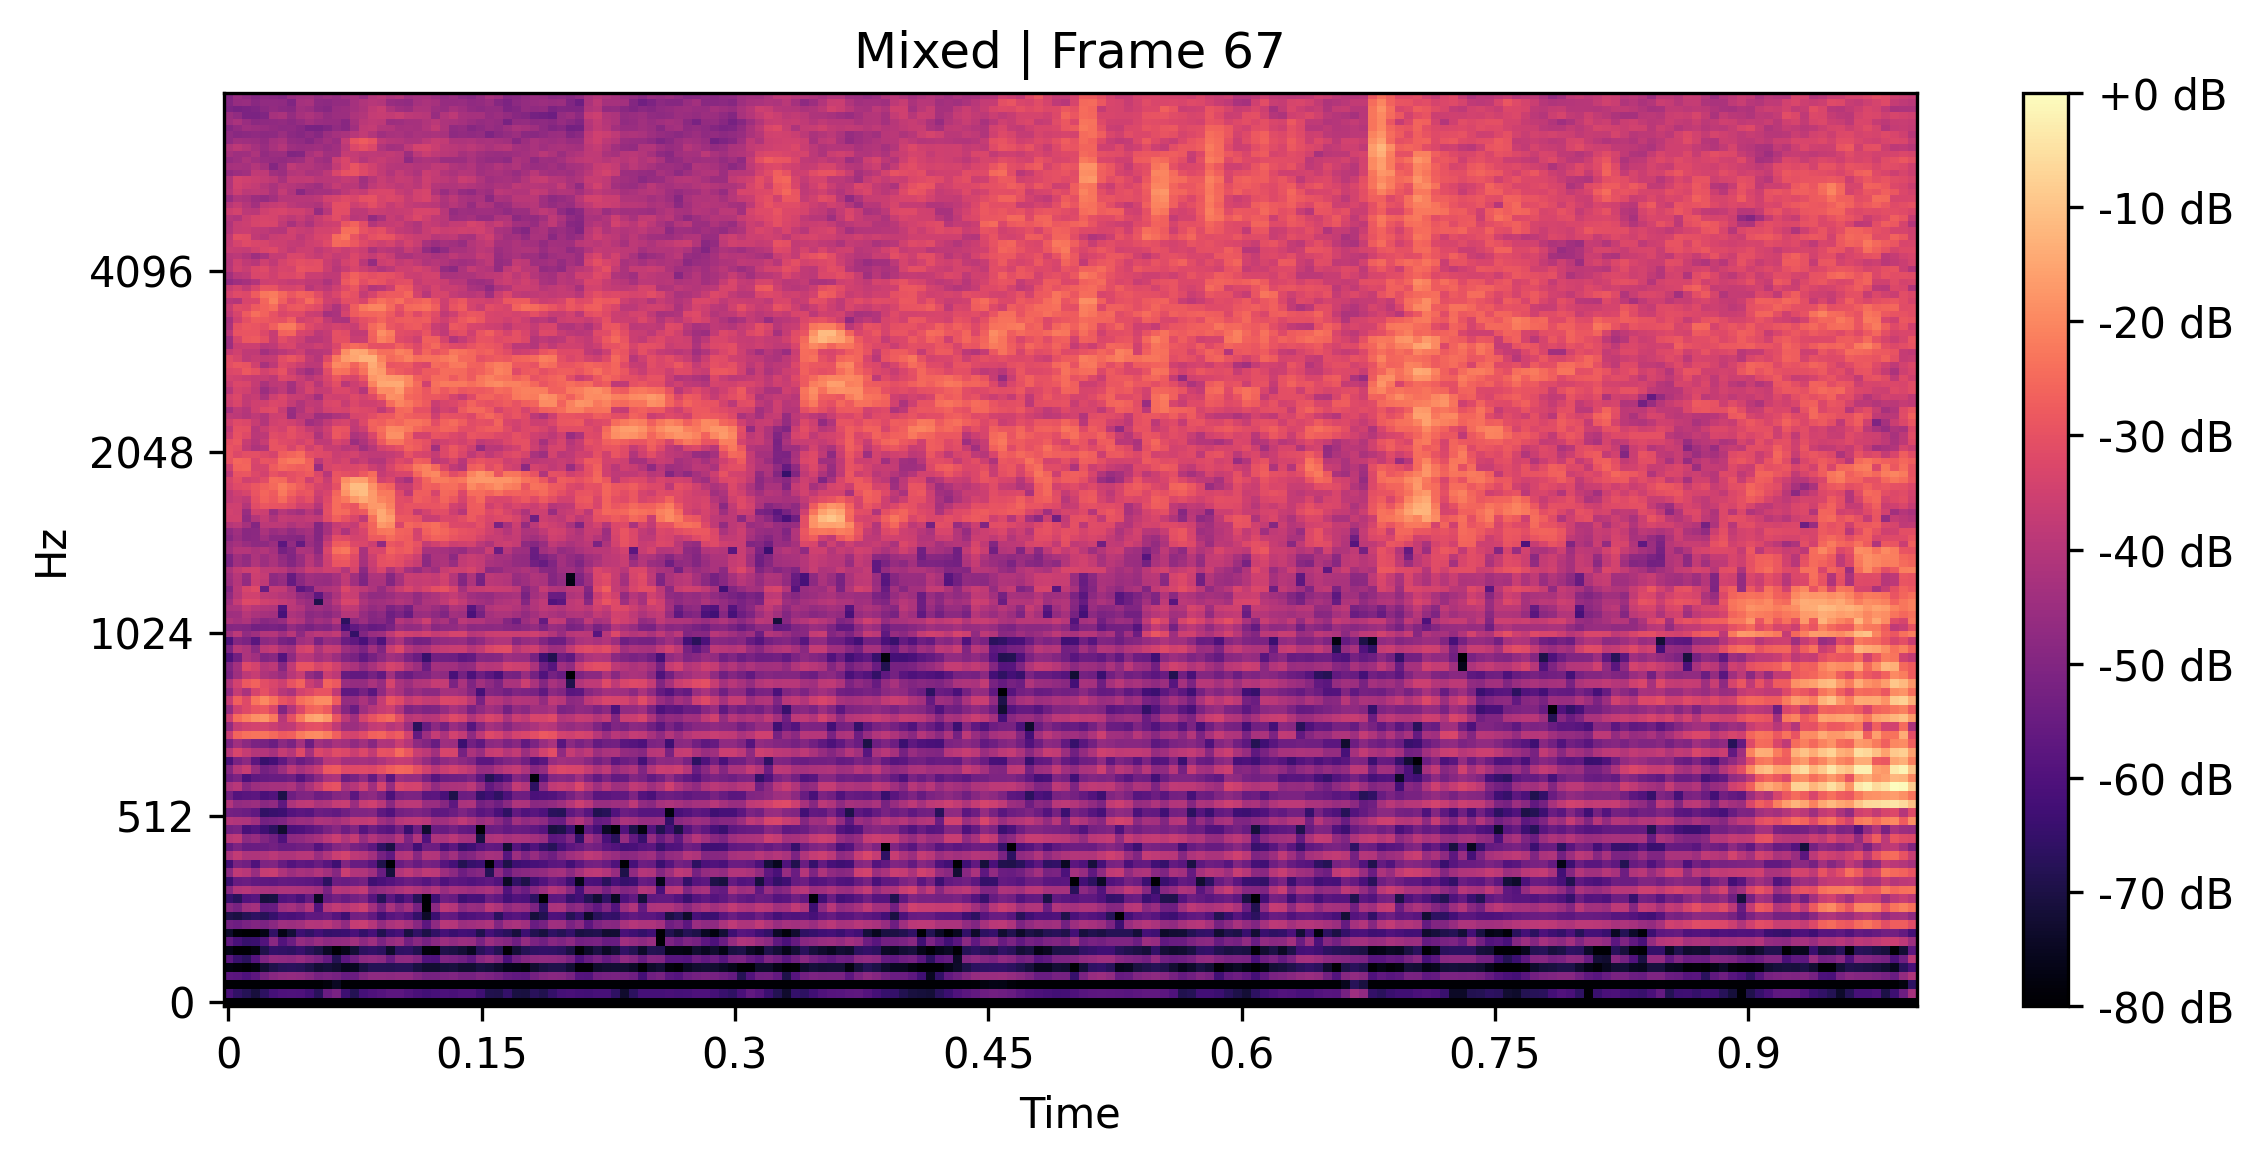 Mixed | Frame 67
+0 dB
-10 dB
-20 dB
-30 dB
-40 dB
-50 dB
-60 dB
-70 dB
-80 dB
4096
2048
1024
512
0
Hz
0 0.15 0.3 0.45 0.6 0.75 0.9
Time